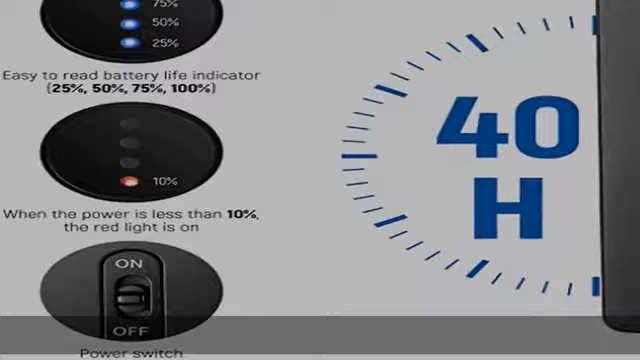 75%
50%
25%
Easy to read battery life indicator
(25%, 50%, 75%, 100%)
10%
When the power is less than 10%,
the red light is on
ON
OFF
Power switch
40
H